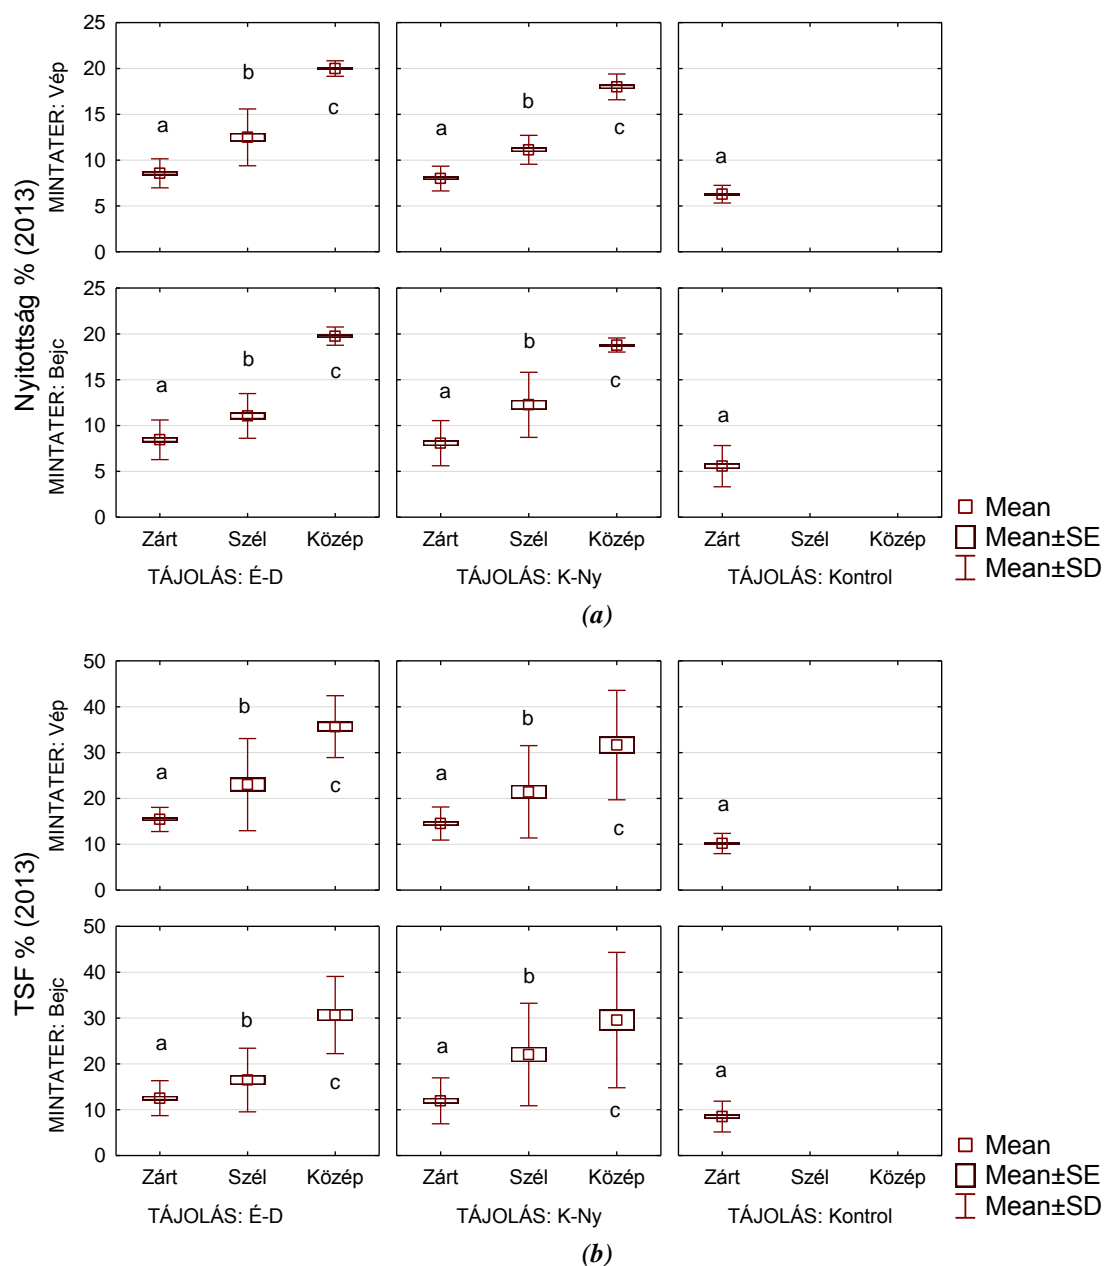 Nyitottság % (2013)
MINTATER: Vép
25
20
15
10
5
0
a
b
c
a
b
c
a
MINTATER: Bejc
25
20
15
10
5
0
a
b
c
a
b
c
a
Zárt Szél Közép
Zárt Szél Közép
Zárt Szél Közép
TÁJOLÁS: É-D
TÁJOLÁS: K-Ny
TÁJOLÁS: Kontrol
Mean
Mean±SE
Mean±SD
(a)
TSF % (2013)
MINTATER: Vép
50
40
30
20
10
0
a
b
c
a
b
c
a
MINTATER: Bejc
50
40
30
20
10
0
a
b
c
a
b
c
a
Zárt Szél Közép
Zárt Szél Közép
Zárt Szél Közép
TÁJOLÁS: É-D
TÁJOLÁS: K-Ny
TÁJOLÁS: Kontrol
Mean
Mean±SE
Mean±SD
(b)